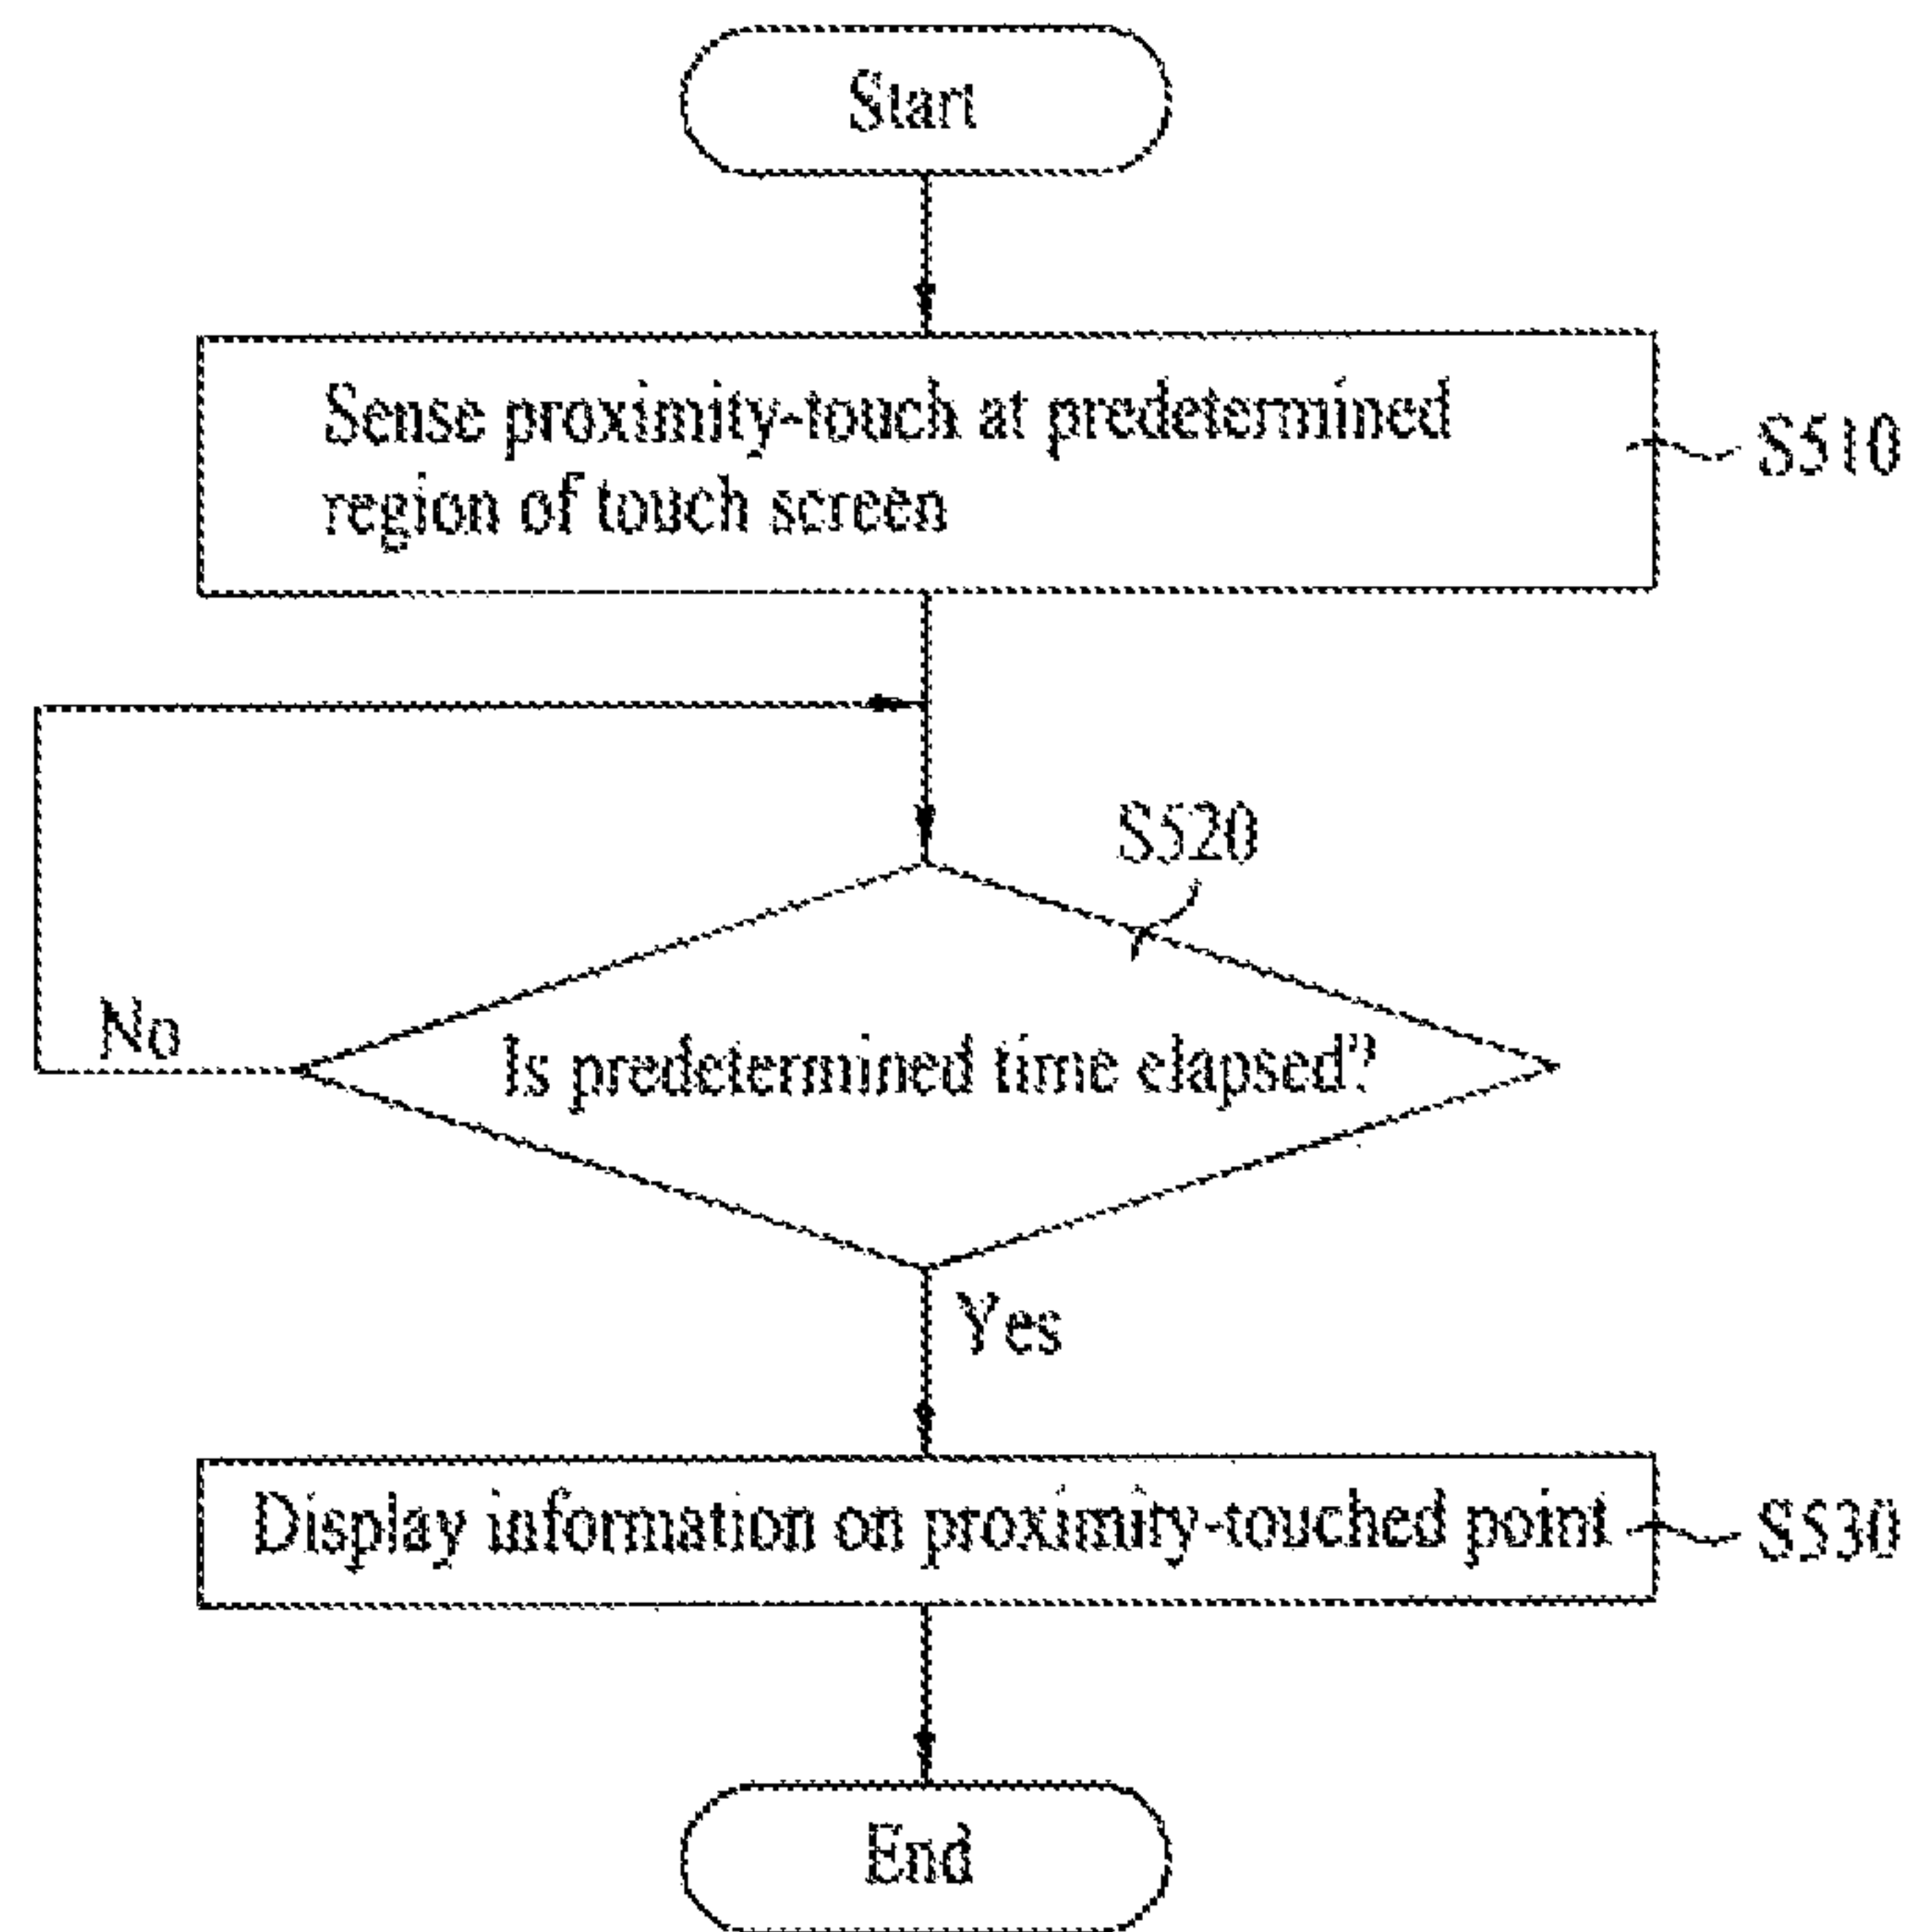 Start
Sense proximity-touch at predetermined
region of touch screen
S510
S520
No
Is predetermined time elapsed?
Yes
Display information on proximity-touched point
S530
End